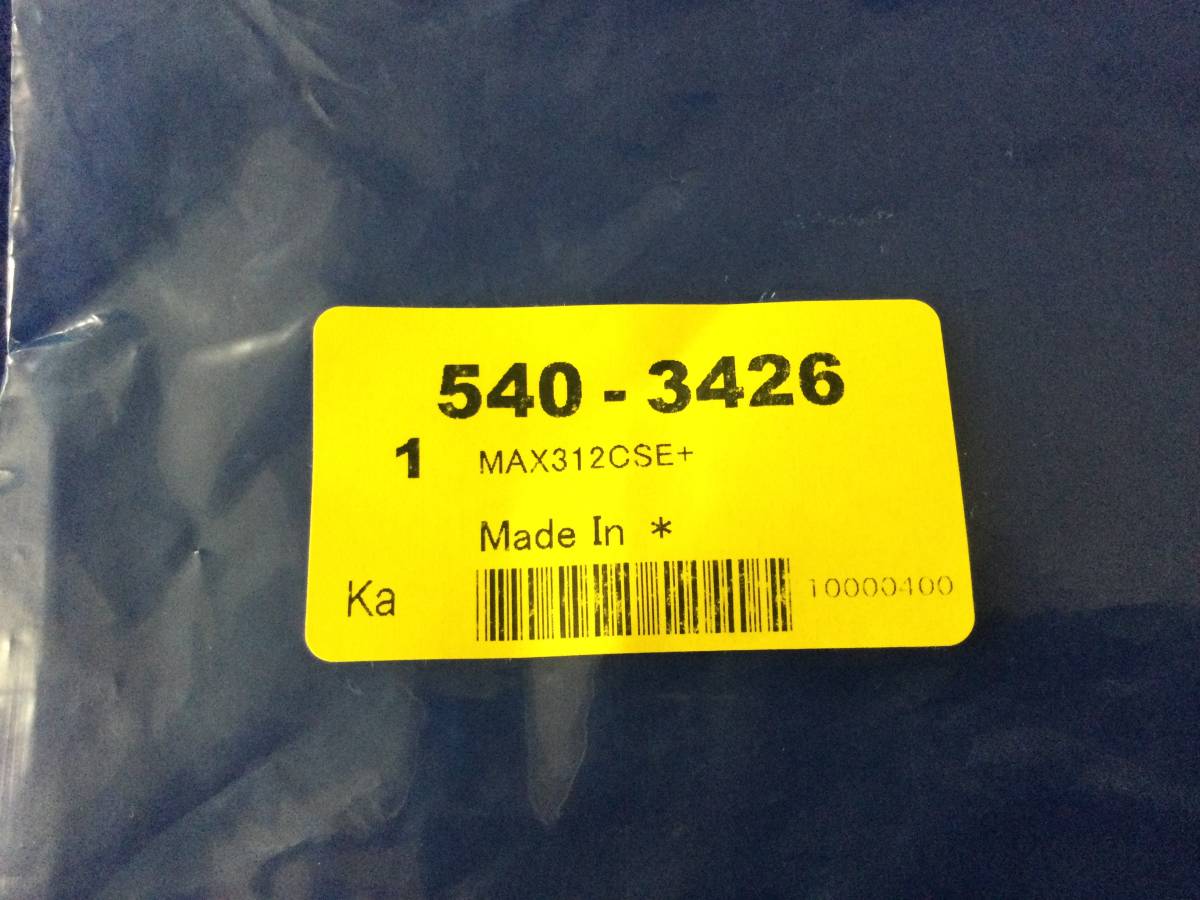 540 - 3426
1 MAX312CSE+
Made In *
Ka 10000400